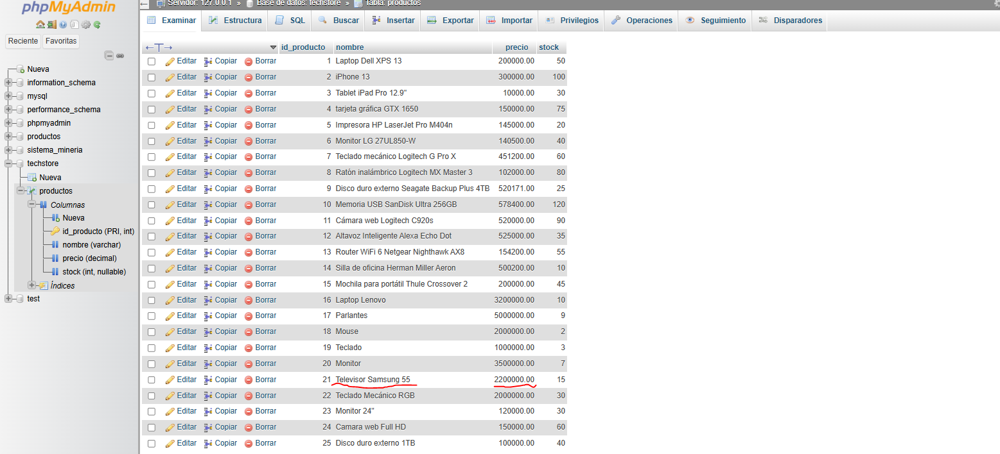 phpMyAdmin
Servidor: 127.0.0.1 » Base de datos: techstore » Tabla: productos
Examinar Estructura SQL Buscar Insertar Exportar Importar Privilegios Operaciones Seguimiento Disparadores
Reciente Favoritas
Nueva
information_schema
mysql
performance_schema
phpmyadmin
productos
sistema_mineria
techstore
Nueva
productos
Columnas
Nueva
id_producto (PRI, int)
nombre (varchar)
precio (decimal)
stock (int, nullable)
Índices
test
←T→ id_producto nombre precio stock
Editar Copiar Borrar 1 Laptop Dell XPS 13 200000.00 50
Editar Copiar Borrar 2 iPhone 13 300000.00 100
Editar Copiar Borrar 3 Tablet iPad Pro 12.9" 10000.00 30
Editar Copiar Borrar 4 tarjeta gráfica GTX 1650 150000.00 75
Editar Copiar Borrar 5 Impresora HP LaserJet Pro M404n 145000.00 20
Editar Copiar Borrar 6 Monitor LG 27UL850-W 140500.00 40
Editar Copiar Borrar 7 Teclado mecánico Logitech G Pro X 451200.00 60
Editar Copiar Borrar 8 Ratón inalámbrico Logitech MX Master 3 102000.00 80
Editar Copiar Borrar 9 Disco duro externo Seagate Backup Plus 4TB 520171.00 25
Editar Copiar Borrar 10 Memoria USB SanDisk Ultra 256GB 578400.00 120
Editar Copiar Borrar 11 Cámara web Logitech C920s 520000.00 90
Editar Copiar Borrar 12 Altavoz Inteligente Alexa Echo Dot 525000.00 35
Editar Copiar Borrar 13 Router WiFi 6 Netgear Nighthawk AX8 154200.00 55
Editar Copiar Borrar 14 Silla de oficina Herman Miller Aeron 500200.00 10
Editar Copiar Borrar 15 Mochila para portátil Thule Crossover 2 200000.00 45
Editar Copiar Borrar 16 Laptop Lenovo 3200000.00 10
Editar Copiar Borrar 17 Parlantes 5000000.00 9
Editar Copiar Borrar 18 Mouse 2000000.00 2
Editar Copiar Borrar 19 Teclado 1000000.00 3
Editar Copiar Borrar 20 Monitor 3500000.00 7
Editar Copiar Borrar 21 Televisor Samsung 55 2200000.00 15
Editar Copiar Borrar 22 Teclado Mecánico RGB 2000000.00 30
Editar Copiar Borrar 23 Monitor 24" 120000.00 30
Editar Copiar Borrar 24 Camara web Full HD 150000.00 60
Editar Copiar Borrar 25 Disco duro externo 1TB 100000.00 40